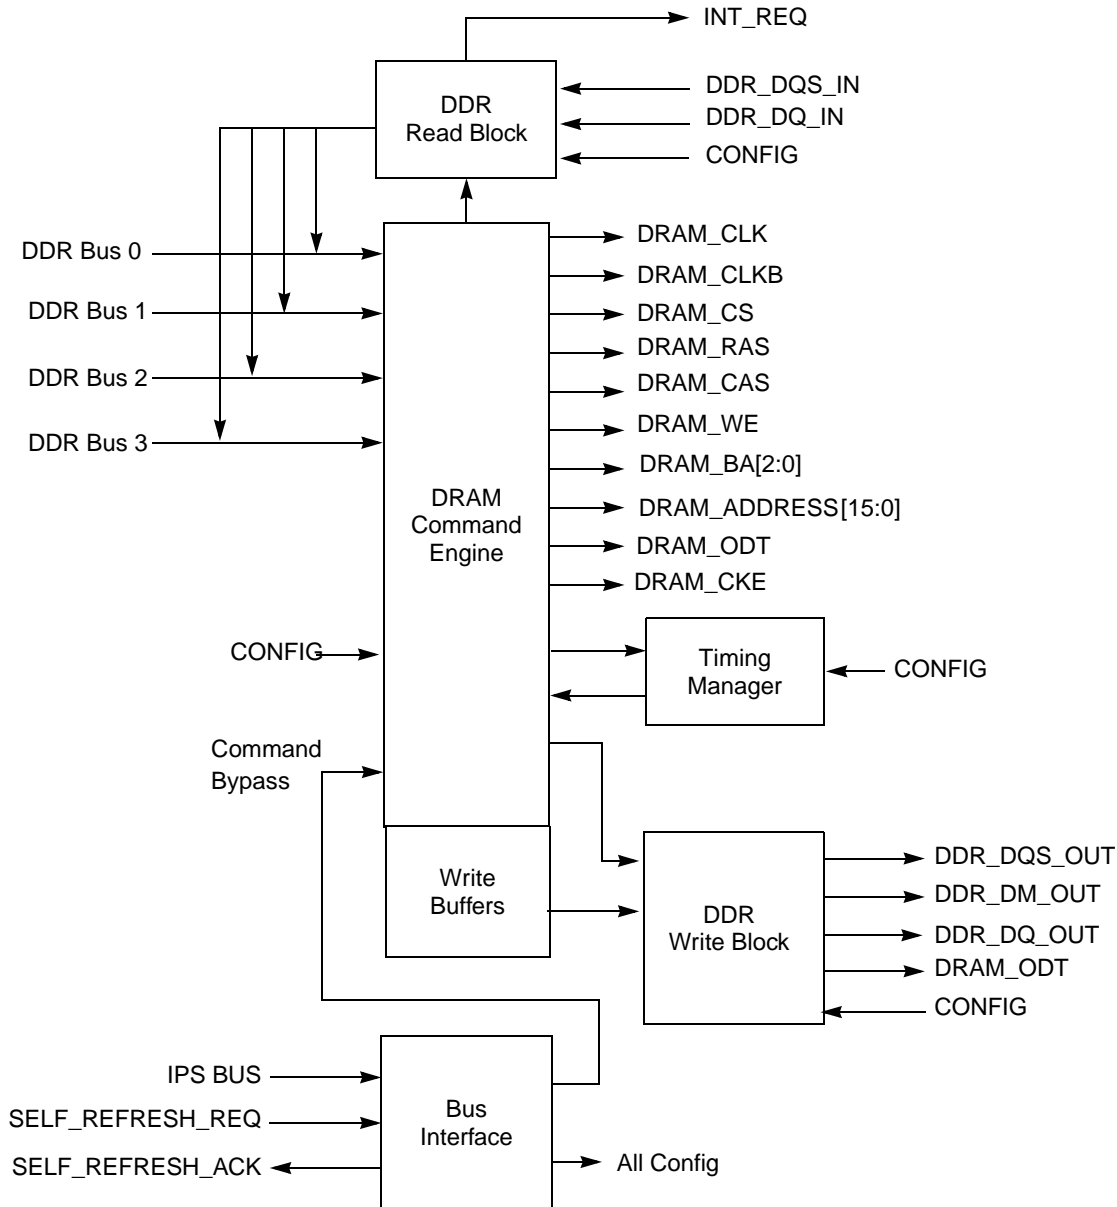 INT_REQ
DDR
Read Block
DDR_DQS_IN
DDR_DQ_IN
CONFIG
DDR Bus 0
DDR Bus 1
DDR Bus 2
DDR Bus 3
DRAM
Command
Engine
DRAM_CLK
DRAM_CLKB
DRAM_CS
DRAM_RAS
DRAM_CAS
DRAM_WE
DRAM_BA[2:0]
DRAM_ADDRESS[15:0]
DRAM_ODT
DRAM_CKE
CONFIG
Timing
Manager
CONFIG
Command
Bypass
Write
Buffers
DDR
Write Block
DDR_DQS_OUT
DDR_DM_OUT
DDR_DQ_OUT
DRAM_ODT
CONFIG
IPS BUS
SELF_REFRESH_REQ
SELF_REFRESH_ACK
Bus
Interface
All Config